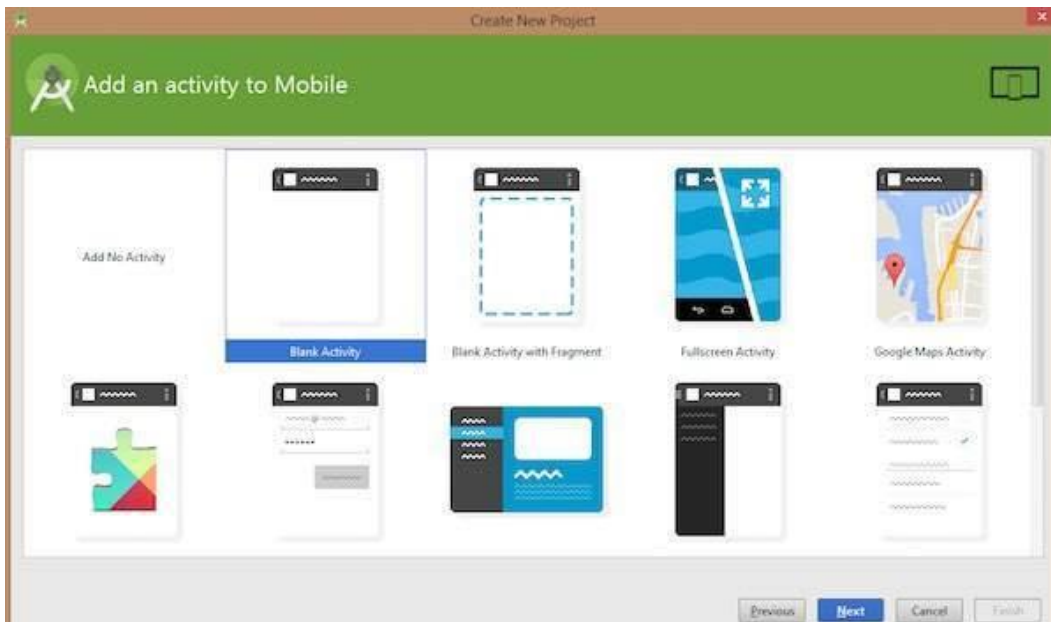 Create New Project
Add an activity to Mobile
Add No Activity
Blank Activity
Blank Activity with Fragment
Fullscreen Activity
Google Maps Activity
Previous
Next
Cancel
Finish